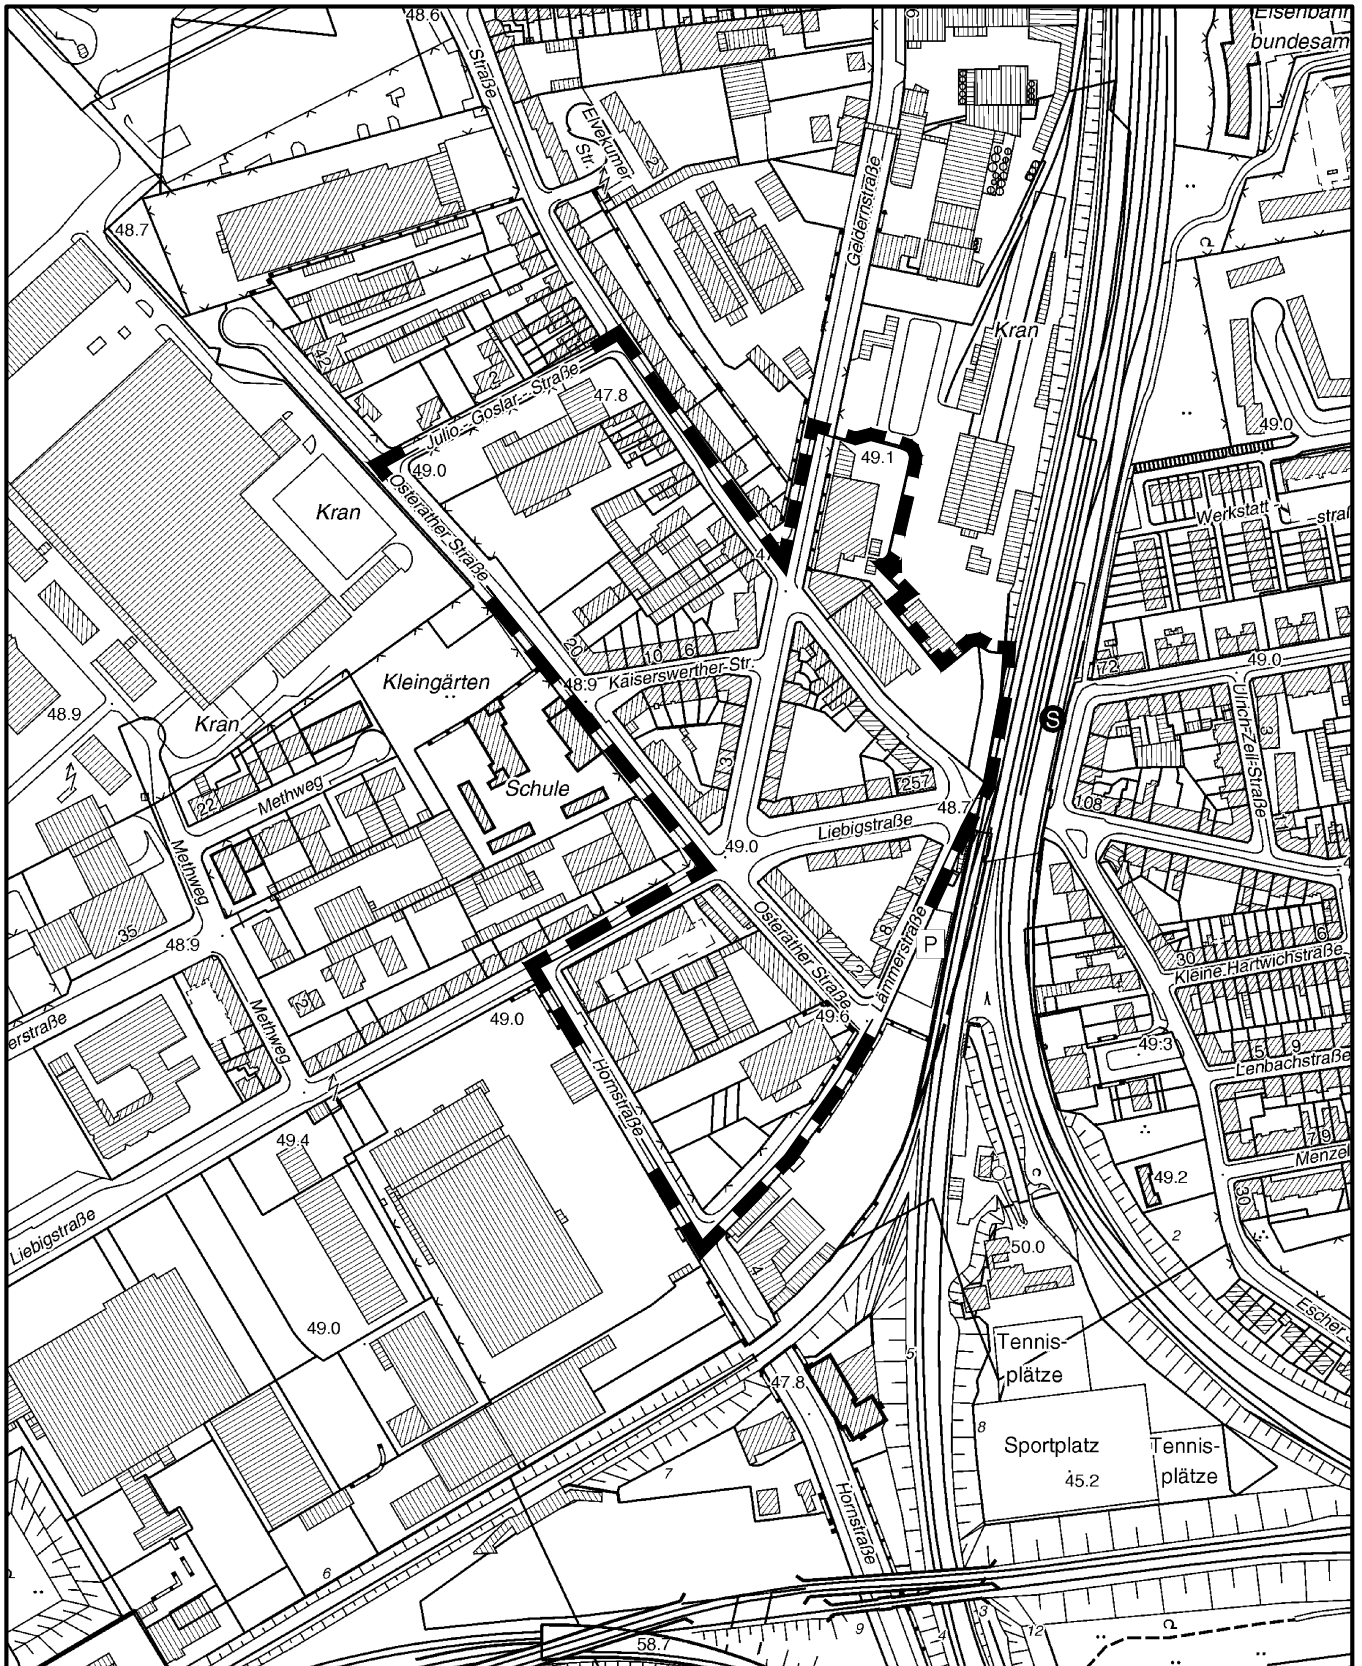 48.6
Straße
Eisenbahn
bundesam
9
Elvekumer
Str.
2
Geldernstraße
48.7
Kran
42
2
Julio-Goslar-Straße
47.8
49.0
49.0
49.1
Osterather Straße
Kran
Werkstatt
straß
4
20
10
6
Kaiserswerther-Str.
48.9
Kleingärten
72
49.0
48.9
Kran
S
Ulrich-Zell-Straße
3
3
Schule
Methweg
22
257
48.7
108
Liebigstraße
49.0
Methweg
4
35
48.9
8
Osterather Straße
2
P
Lämmerstraße
6
30
Kleine Hartwichstraße
erstraße
Methweg
3
49.0
49.6
49.3
5
9
Lenbachstraße
Hornstraße
49.4
79
Menzel
49.2
30
Liebigstraße
2
50.0
4
49.0
Escher S
Tennis-
plätze
5
47.8
8
Sportplatz
45.2
Tennis-
plätze
7
Hornstraße
6
58.7
9
4
3
12